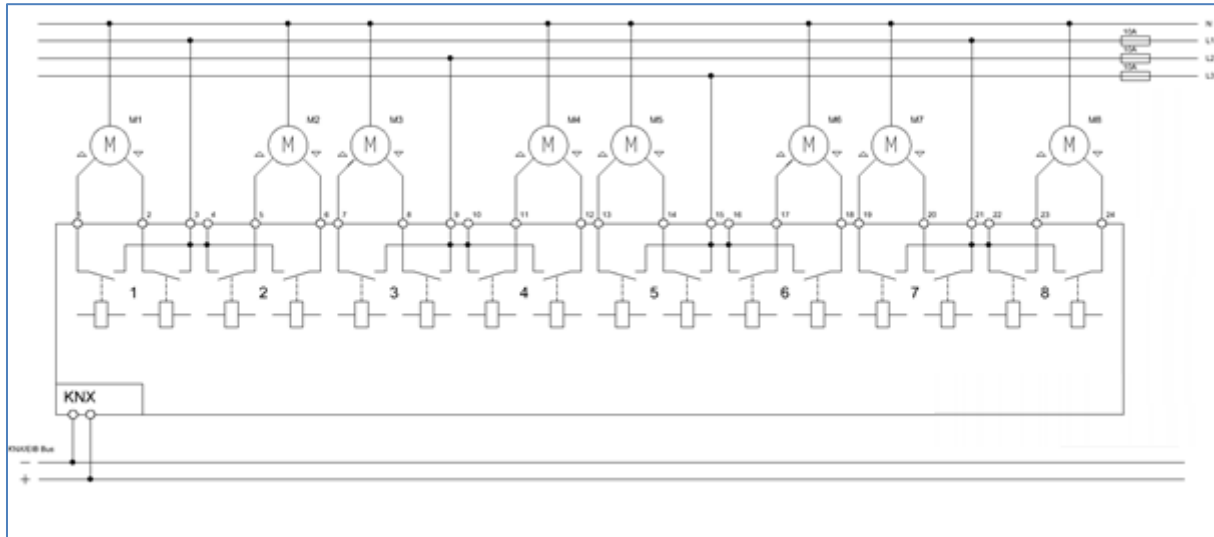 N
10A
L1
10A
L2
10A
L3
M1 M2 M3 M4 M5 M6 M7 M8
M M M M M M M M
1 2 3 4 5 6 7 8 9 10 11 12 13 14 15 16 17 18 19 20 21 22 23 24
1 2 3 4 5 6 7 8
KNX
KNX/EIB Bus
−
+